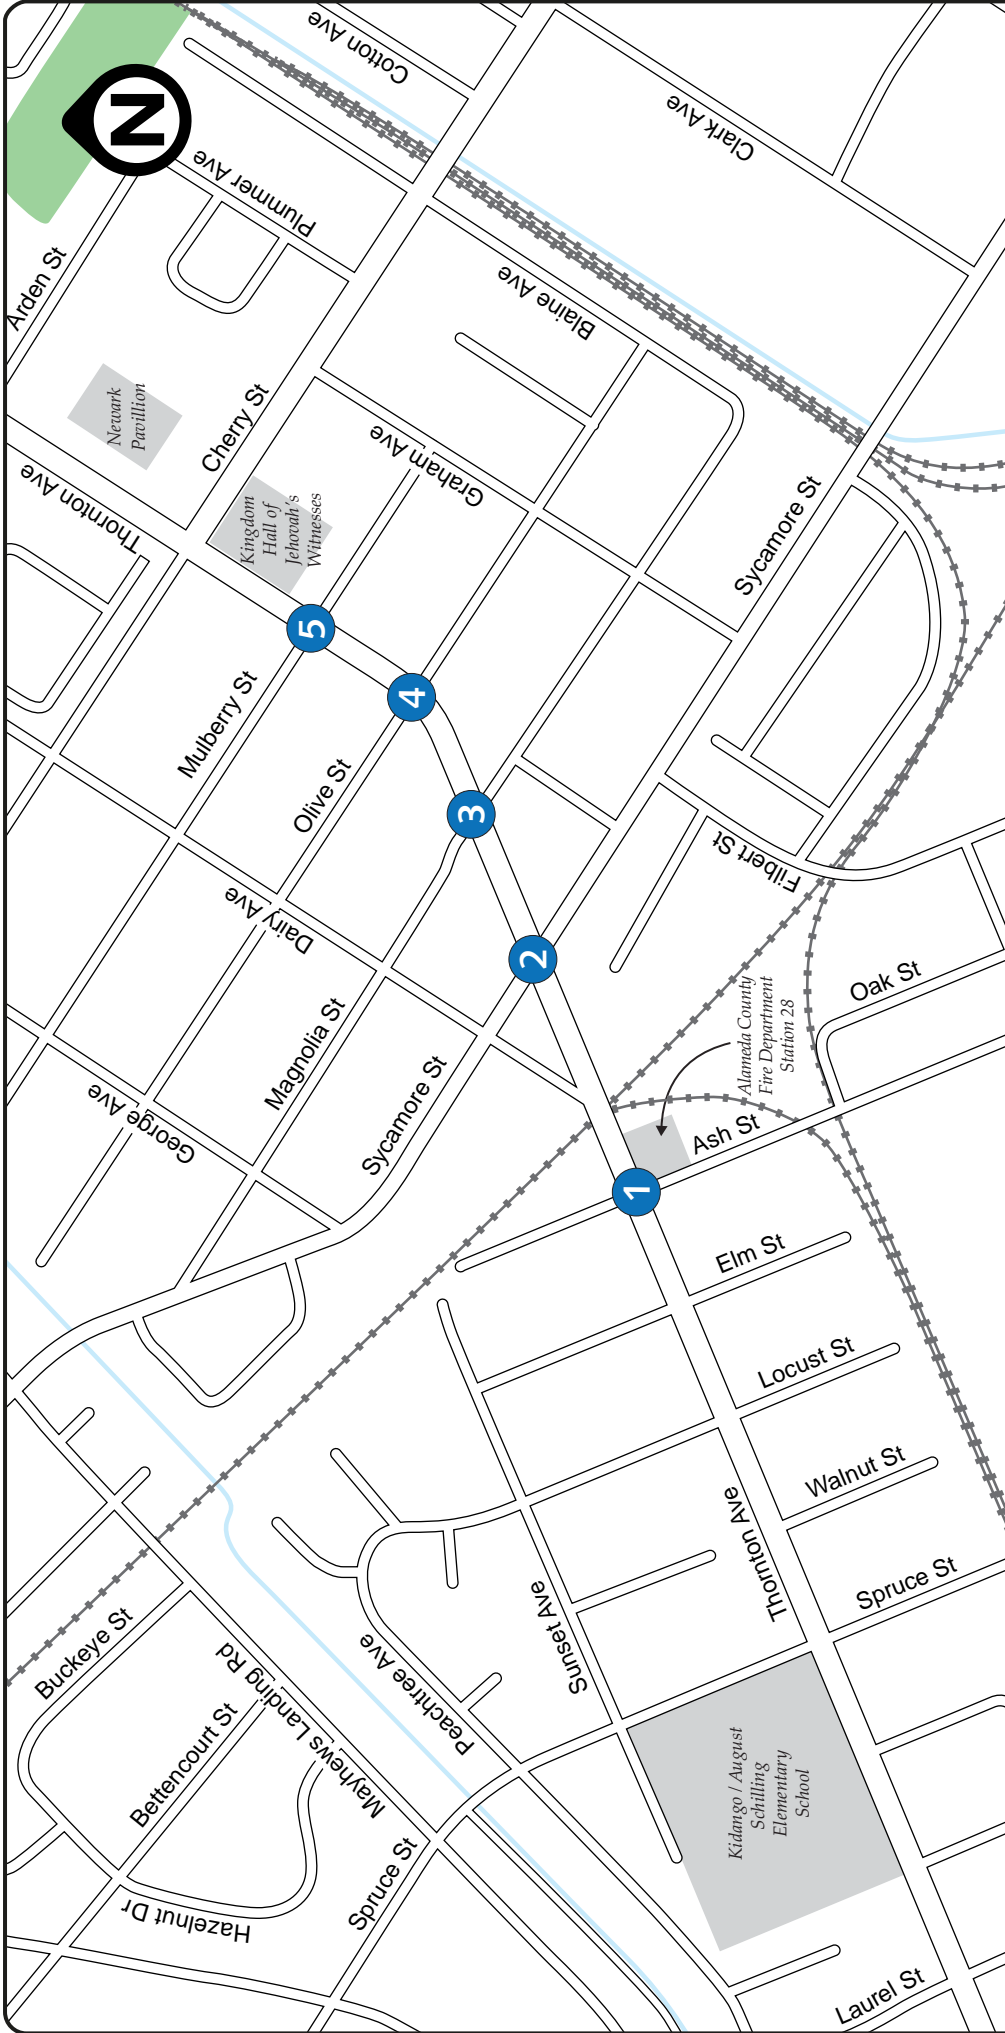 N
Cotton Ave
Clark Ave
Plummer Ave
Arden St
Blaine Ave
Newark
Pavillion
Cherry St
Thornton Ave
Graham Ave
Kingdom
Hall of
Jehovah's
Witnesses
Sycamore St
5
Mulberry St
4
Olive St
3
Filbert St
Dairy Ave
2
Oak St
Alameda County
Fire Department
Station 28
Magnolia St
George Ave
Sycamore St
Ash St
1
Elm St
Locust St
Walnut St
Thornton Ave
Spruce St
Sunset Ave
Buckeye St
Mayhews Landing Rd
Peachtree Ave
Bettencourt St
Kidango / August
Schilling
Elementary
School
Spruce St
Hazelnut Dr
Laurel St